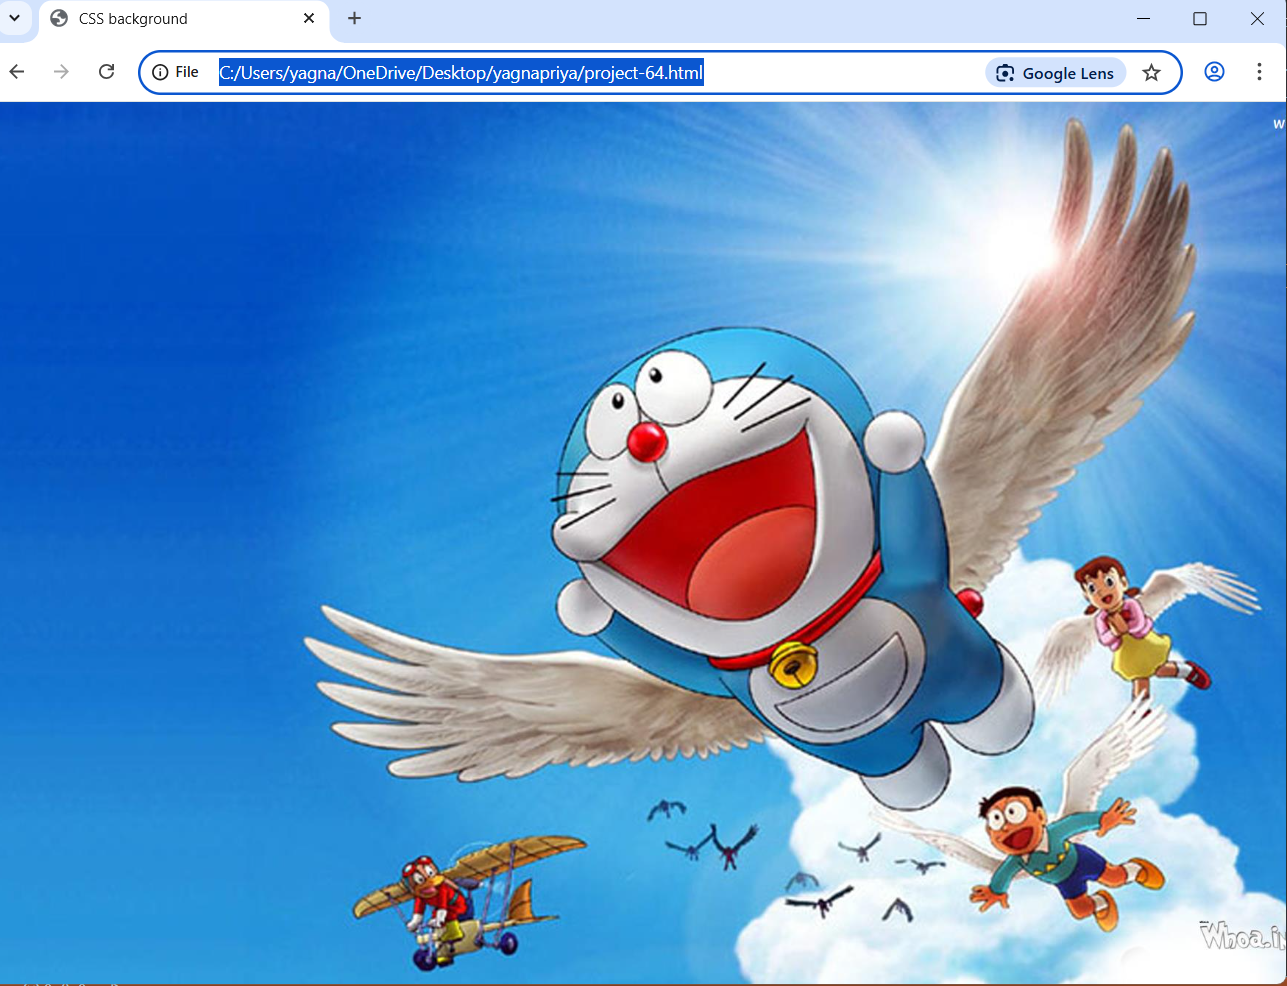 CSS background
File
C:/Users/yagna/OneDrive/Desktop/yagnapriya/project-64.html
Google Lens
W
Whoa.i